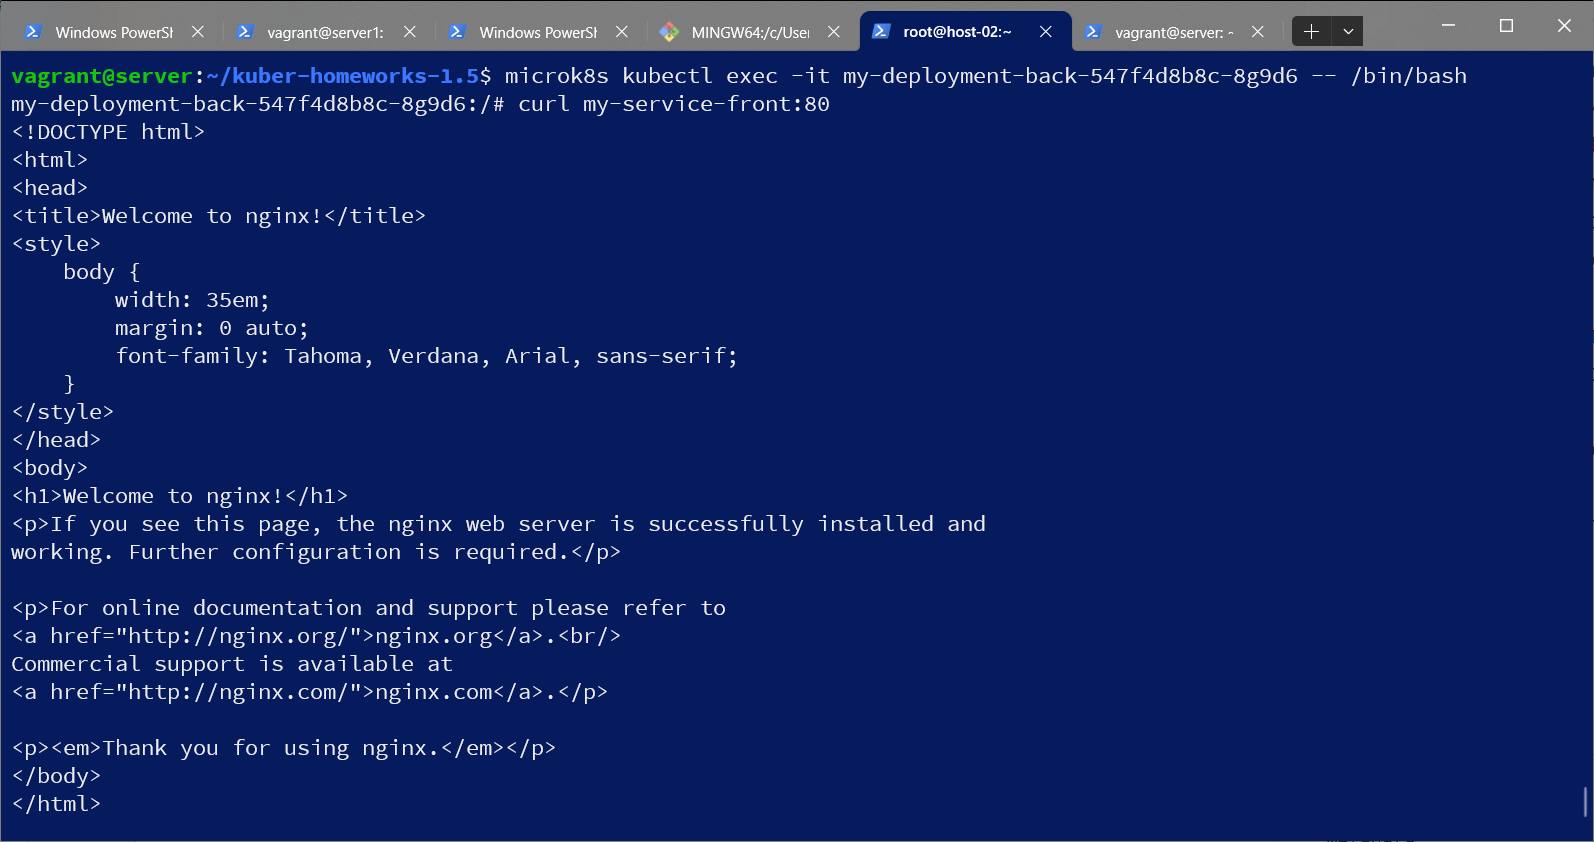 Windows PowerSh
vagrant@server1:
Windows PowerSh
MINGW64:/c/User
root@host-02:~
vagrant@server: ~
vagrant@server:~/kuber-homeworks-1.5$ microk8s kubectl exec -it my-deployment-back-547f4d8b8c-8g9d6 -- /bin/bash
my-deployment-back-547f4d8b8c-8g9d6:/# curl my-service-front:80
<!DOCTYPE html>
<html>
<head>
<title>Welcome to nginx!</title>
<style>
    body {
        width: 35em;
        margin: 0 auto;
        font-family: Tahoma, Verdana, Arial, sans-serif;
    }
</style>
</head>
<body>
<h1>Welcome to nginx!</h1>
<p>If you see this page, the nginx web server is successfully installed and
working. Further configuration is required.</p>

<p>For online documentation and support please refer to
<a href="http://nginx.org/">nginx.org</a>.<br/>
Commercial support is available at
<a href="http://nginx.com/">nginx.com</a>.</p>

<p><em>Thank you for using nginx.</em></p>
</body>
</html>